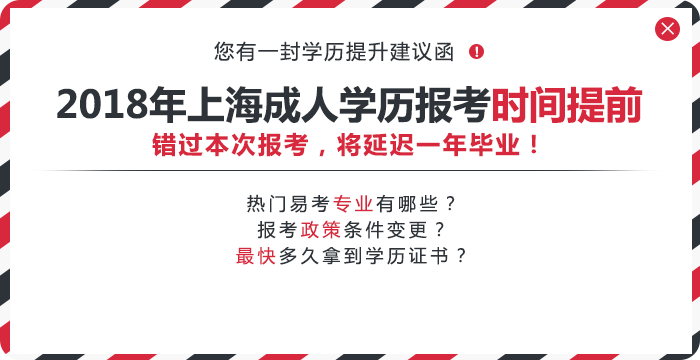 您有一封学历提升建议函
2018年上海成人学历报考时间提前
错过本次报考，将延迟一年毕业！
热门易考专业有哪些？
报考政策条件变更？
最快多久拿到学历证书？